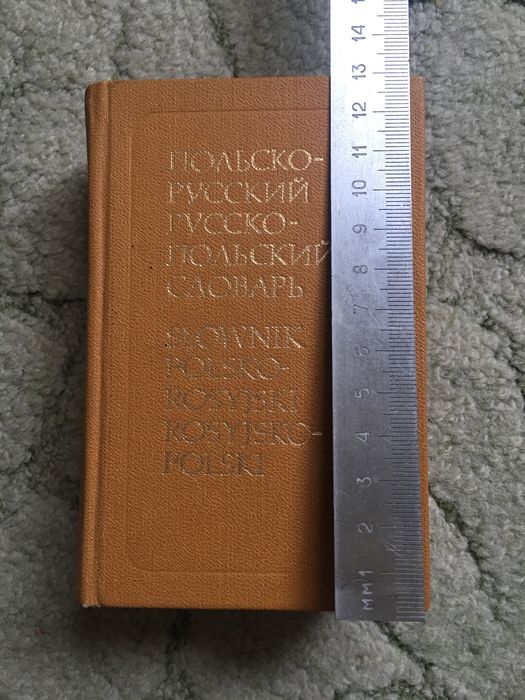 ПОЛЬСКО-
РУССКИЙ
РУССКО-
ПОЛЬСКИЙ
СЛОВАРЬ
SŁOWNIK
POLSKO-
ROSYJSKI
ROSYJSKO-
POLSKI
мм 1 2 3 4 5 6 7 8 9 10 11 12 13 14